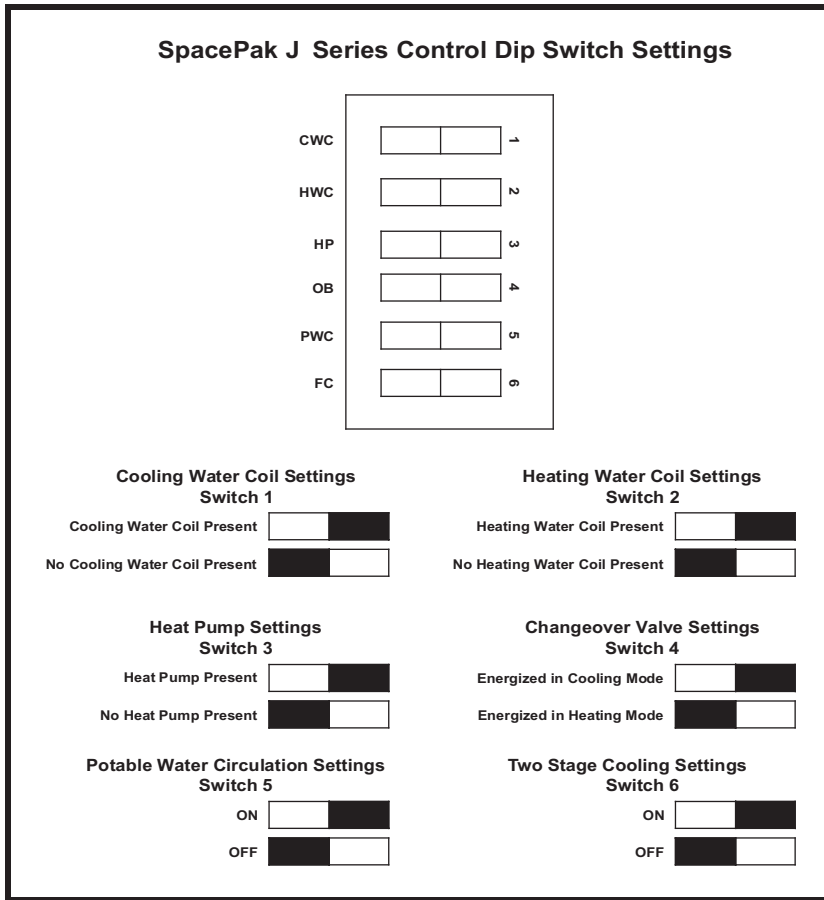 SpacePak J Series Control Dip Switch Settings
CWC 1
HWC 2
HP 3
OB 4
PWC 5
FC 6
Cooling Water Coil Settings
Switch 1
Cooling Water Coil Present
No Cooling Water Coil Present
Heating Water Coil Settings
Switch 2
Heating Water Coil Present
No Heating Water Coil Present
Heat Pump Settings
Switch 3
Heat Pump Present
No Heat Pump Present
Changeover Valve Settings
Switch 4
Energized in Cooling Mode
Energized in Heating Mode
Potable Water Circulation Settings
Switch 5
ON
OFF
Two Stage Cooling Settings
Switch 6
ON
OFF